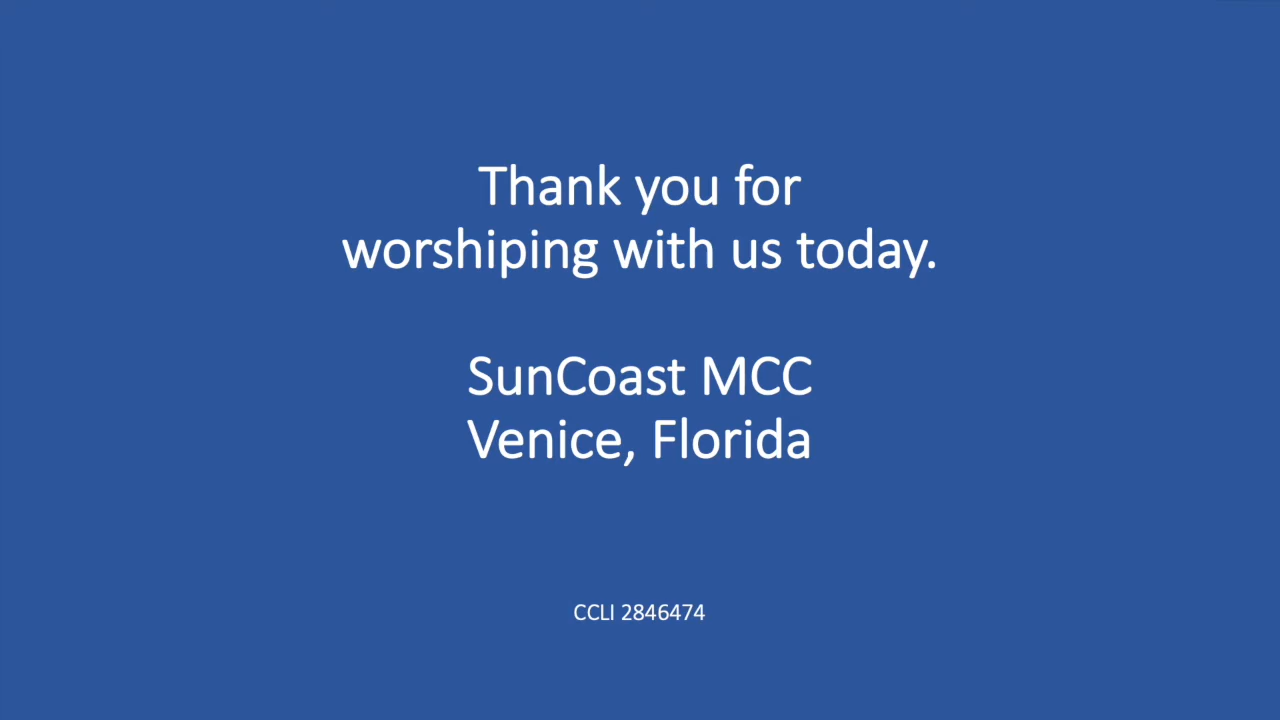 Thank you for
worshiping with us today.
SunCoast MCC
Venice, Florida
CCLI 2846474